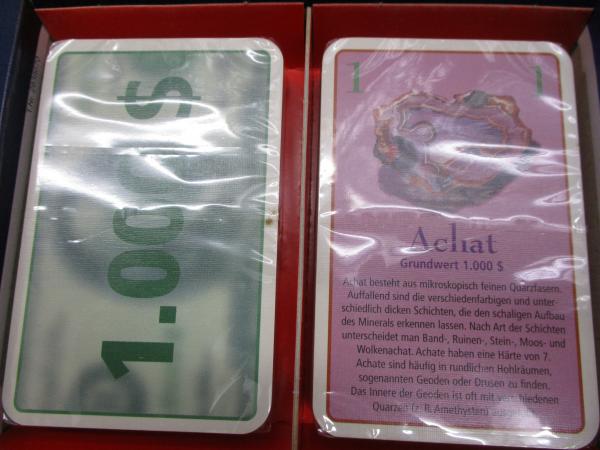 1.000 $
1 1
Achat
Grundwert 1.000 $
Achat besteht aus mikroskopisch feinen Quarzfasern.
Auffallend sind die verschiedenfarbigen und unter-
schiedlich dicken Schichten, die den schaligen Aufbau
des Minerals erkennen lassen. Nach Art der Schichten
unterscheidet man Band-, Ruinen-, Stein-, Moos- und
Wolkenachat. Achate haben eine Härte von 7.
Achate sind häufig in rundlichen Hohlräumen,
sogenannten Geoden oder Drusen zu finden.
Das Innere der Geoden ist oft mit verschiedenen
Quarzen (z. B. Amethysten)